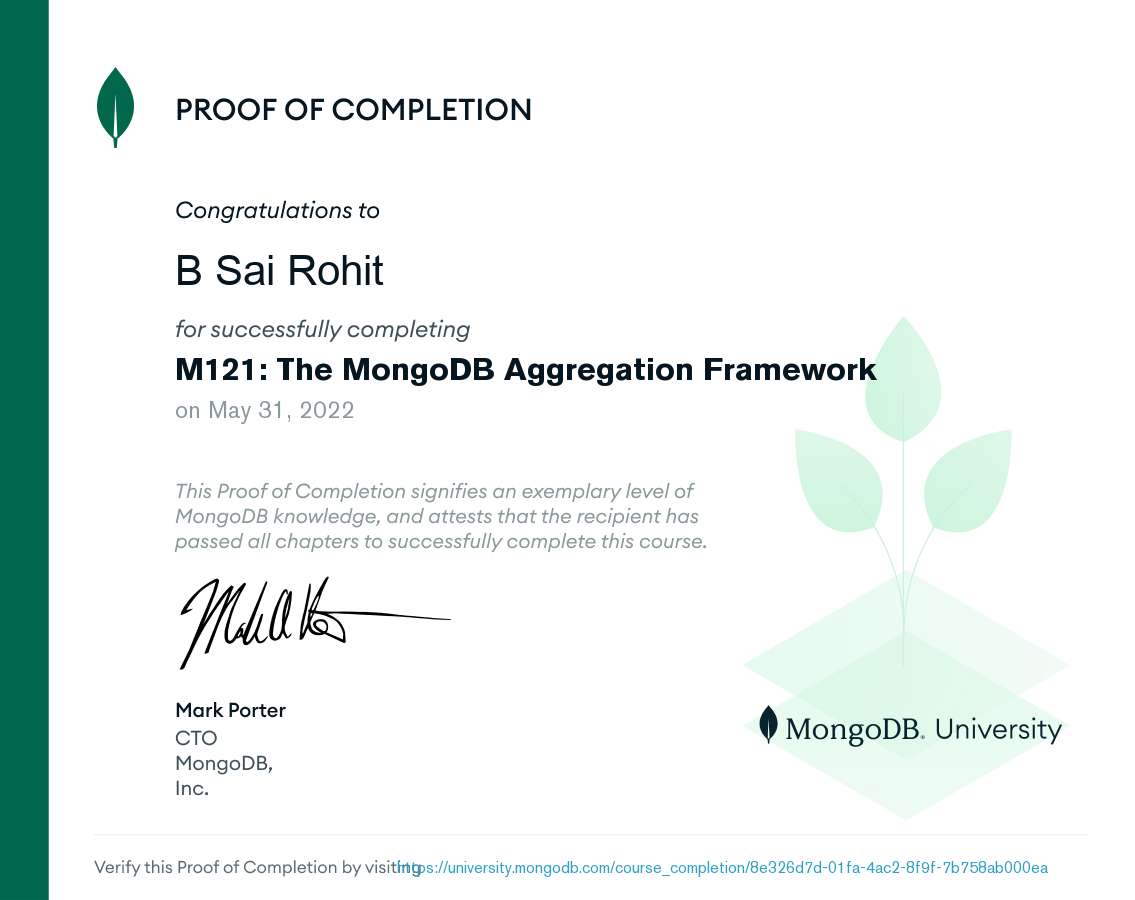 PROOF OF COMPLETION
Congratulations to
B Sai Rohit
for successfully completing
M121: The MongoDB Aggregation Framework
on May 31, 2022
This Proof of Completion signifies an exemplary level of
MongoDB knowledge, and attests that the recipient has
passed all chapters to successfully complete this course.
Mark Porter
CTO
MongoDB,
Inc.
MongoDB. University
Verify this Proof of Completion by visiting https://university.mongodb.com/course_completion/8e326d7d-01fa-4ac2-8f9f-7b758ab000ea